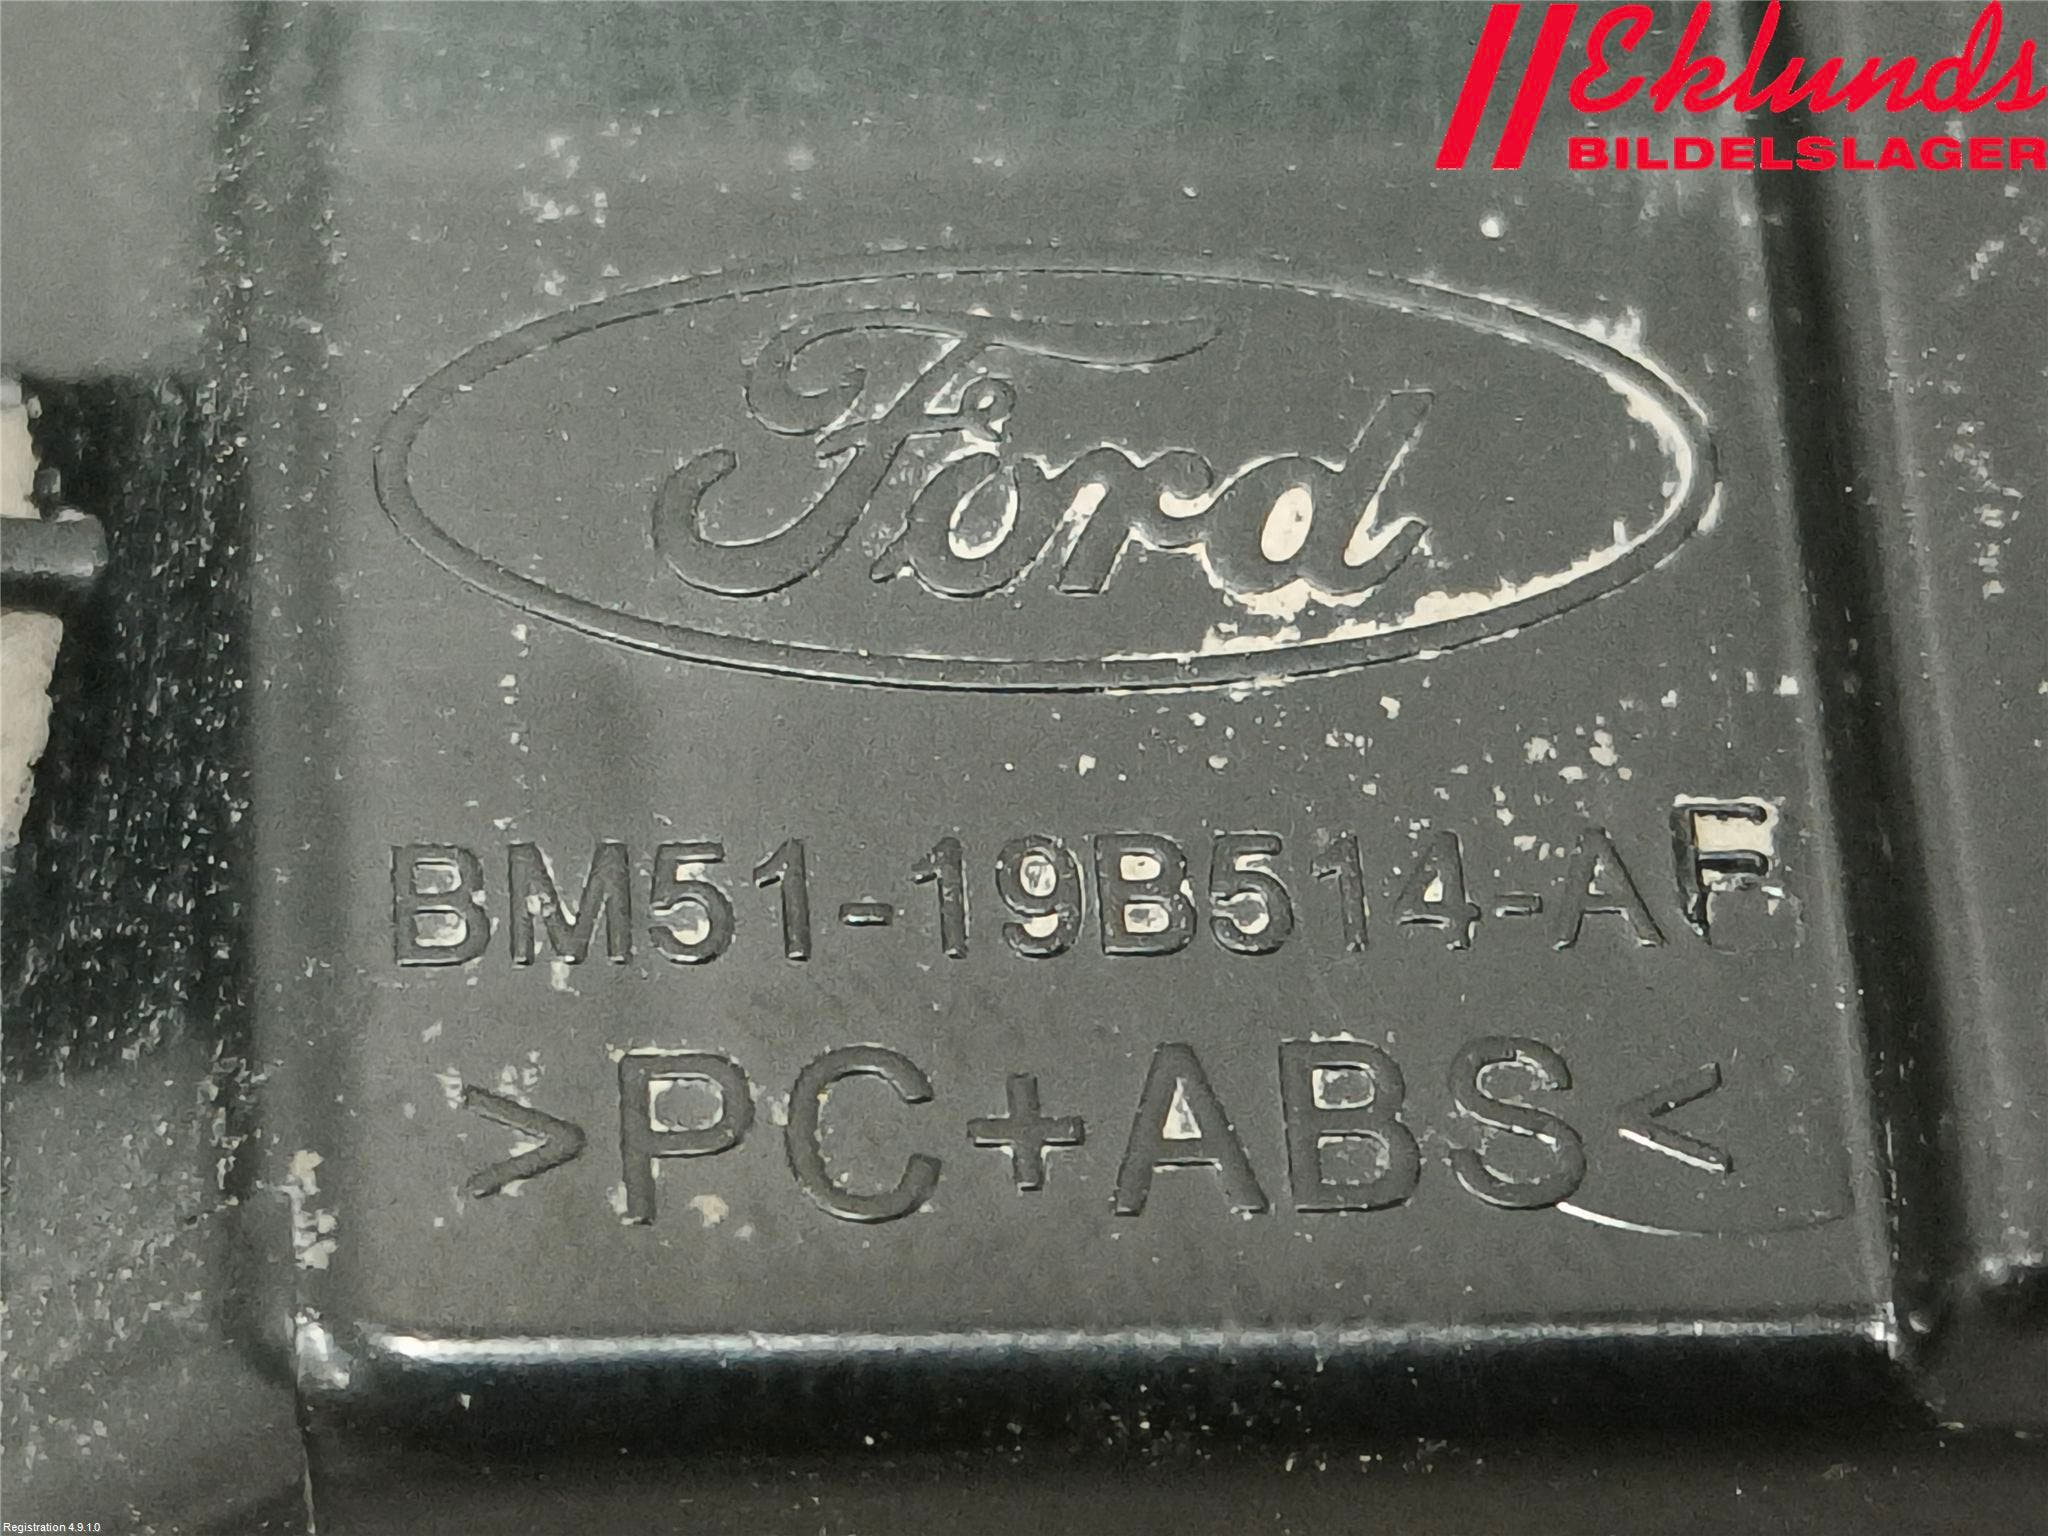 Eklunds
BILDELSLAGER
Ford
BM51-19B514-AF
>PC+ABS<
Registration 4.9.1.0